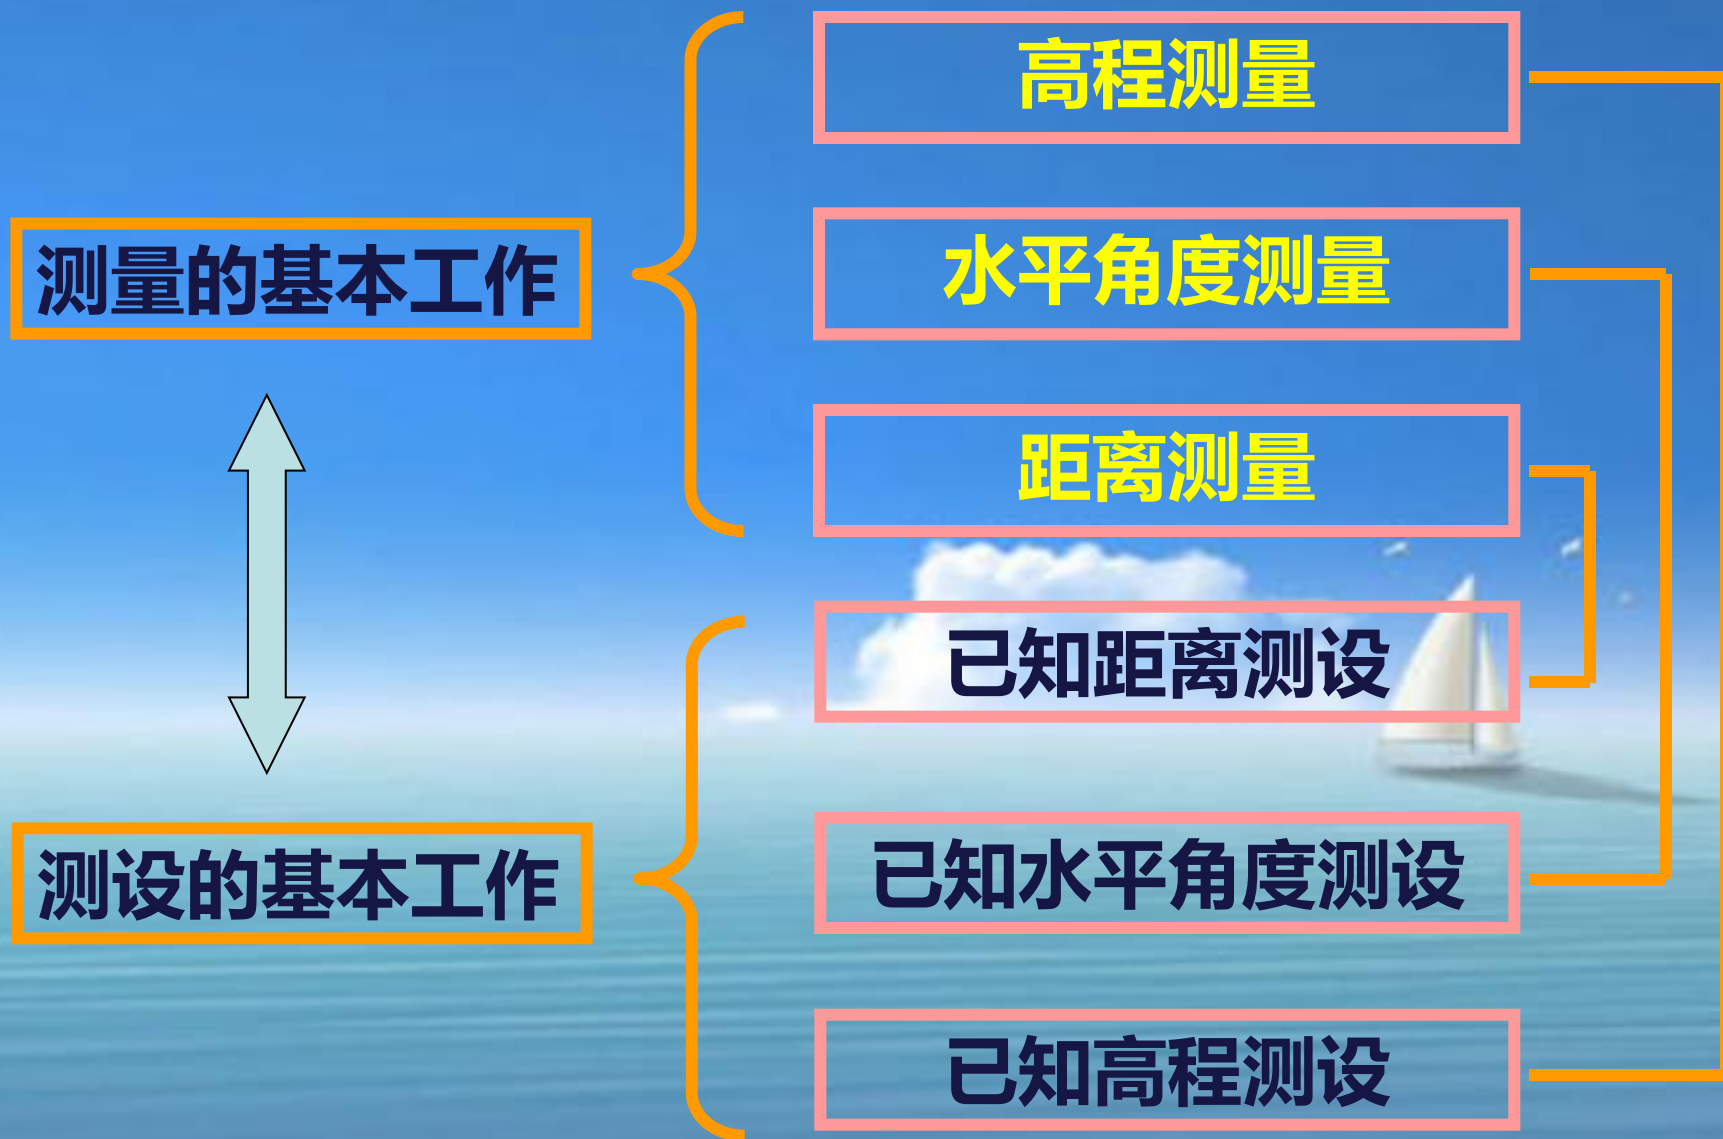 测量的基本工作
高程测量
水平角度测量
距离测量
测设的基本工作
已知距离测设
已知水平角度测设
已知高程测设